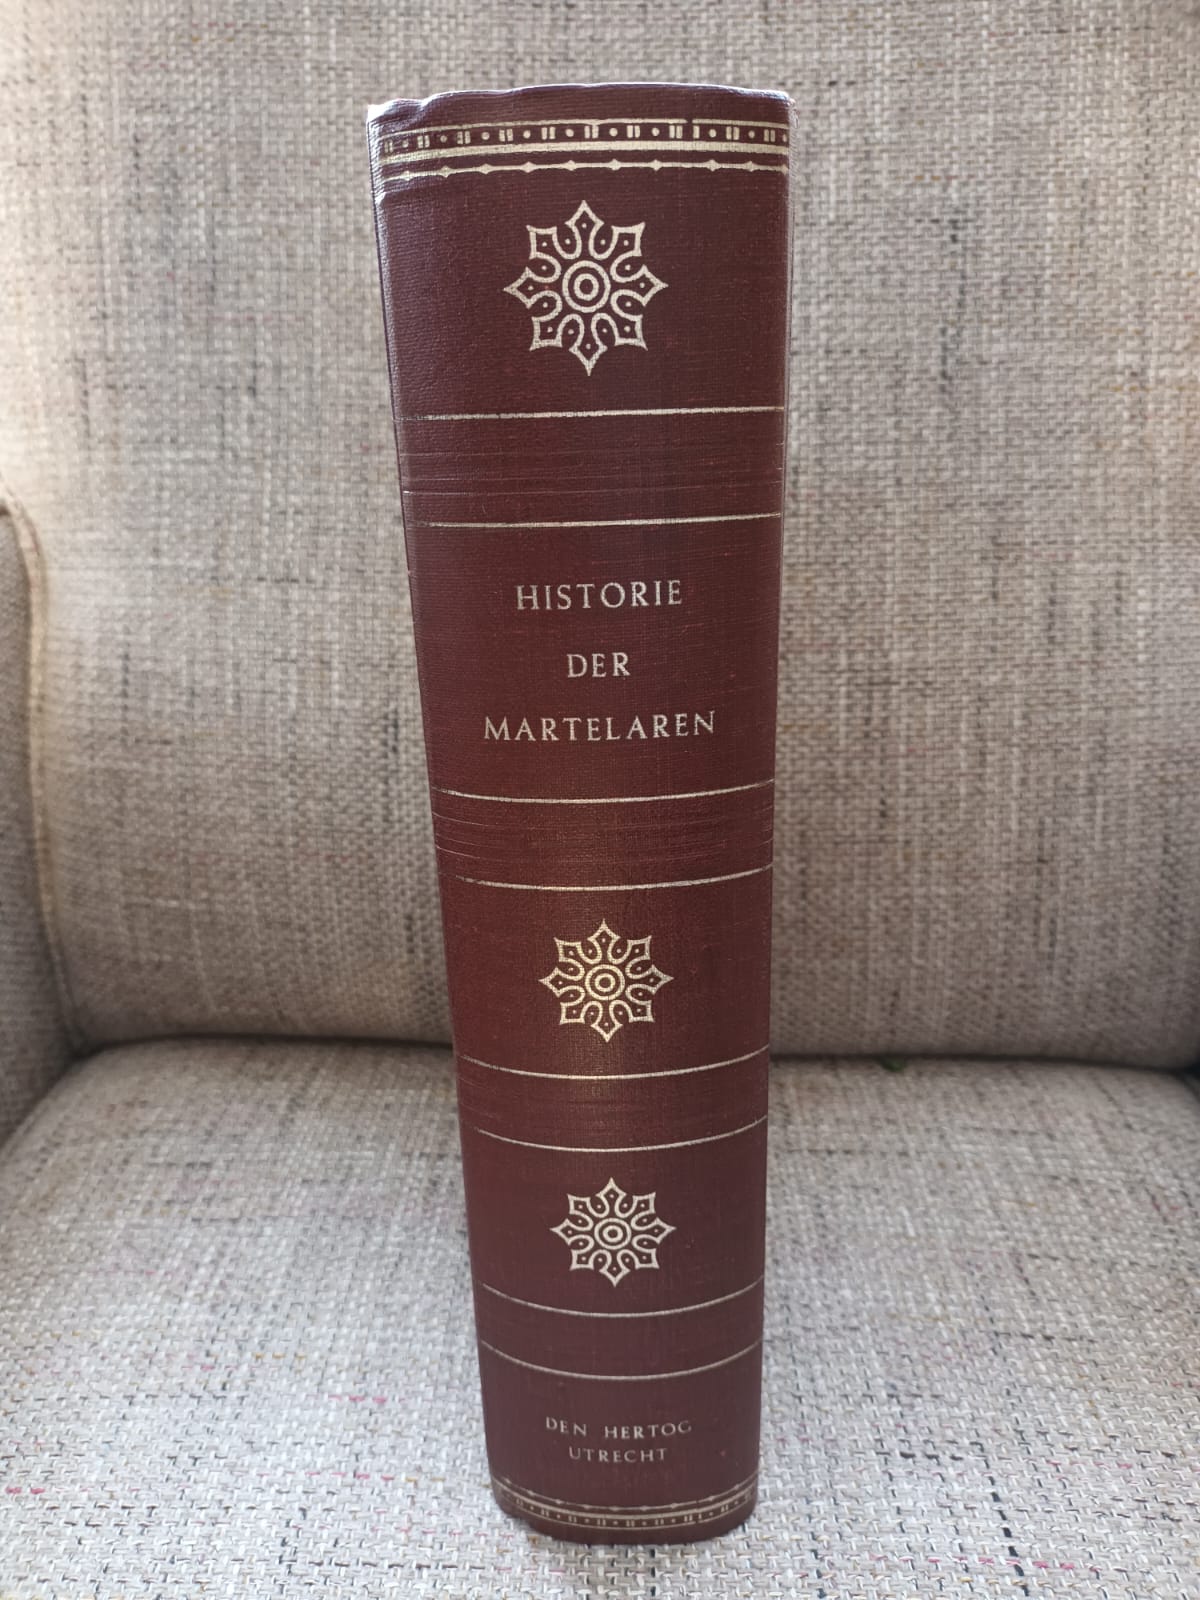 HISTORIE
DER
MARTELAREN
DEN HERTOG
UTRECHT